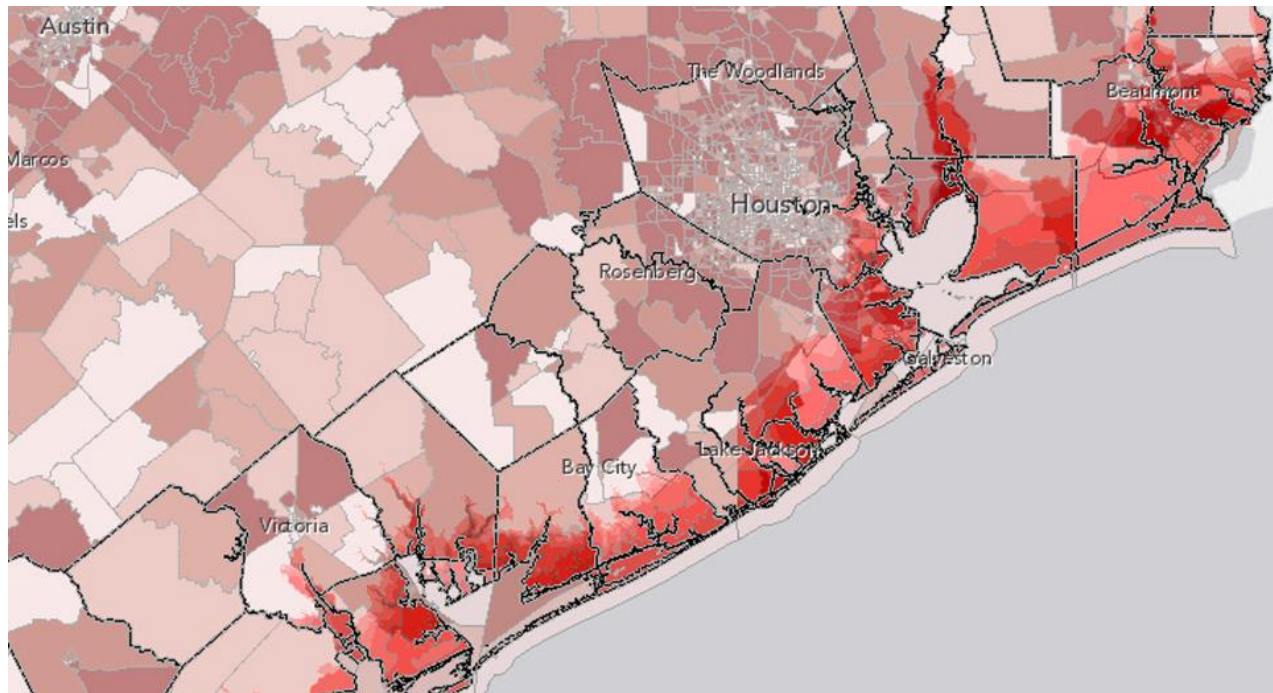 Austin
The Woodlands
Beaumont
Marcos
els
Houston
Rosenberg
Galveston
Lake Jackson
Bay City
Victoria